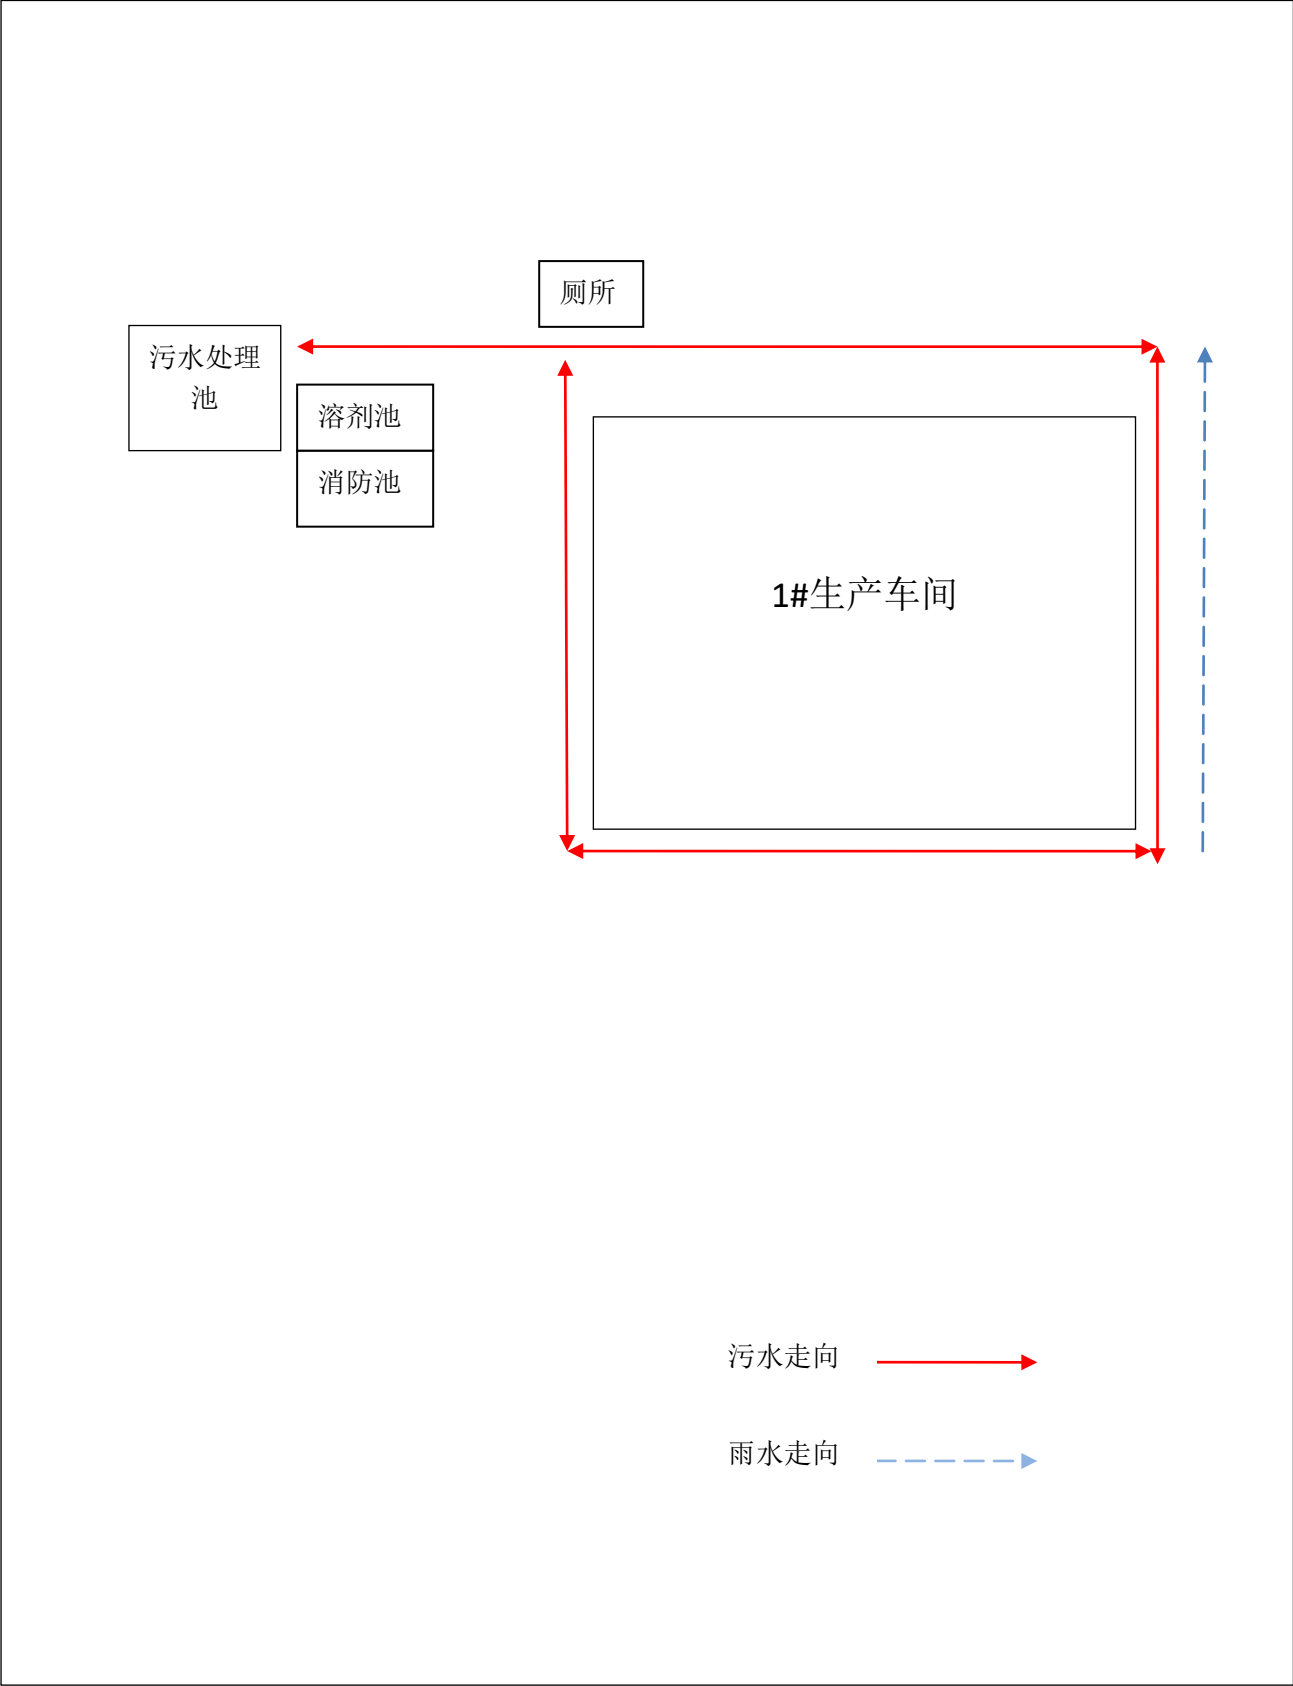 厕所
污水处理
池
溶剂池
消防池
1#生产车间
污水走向
雨水走向